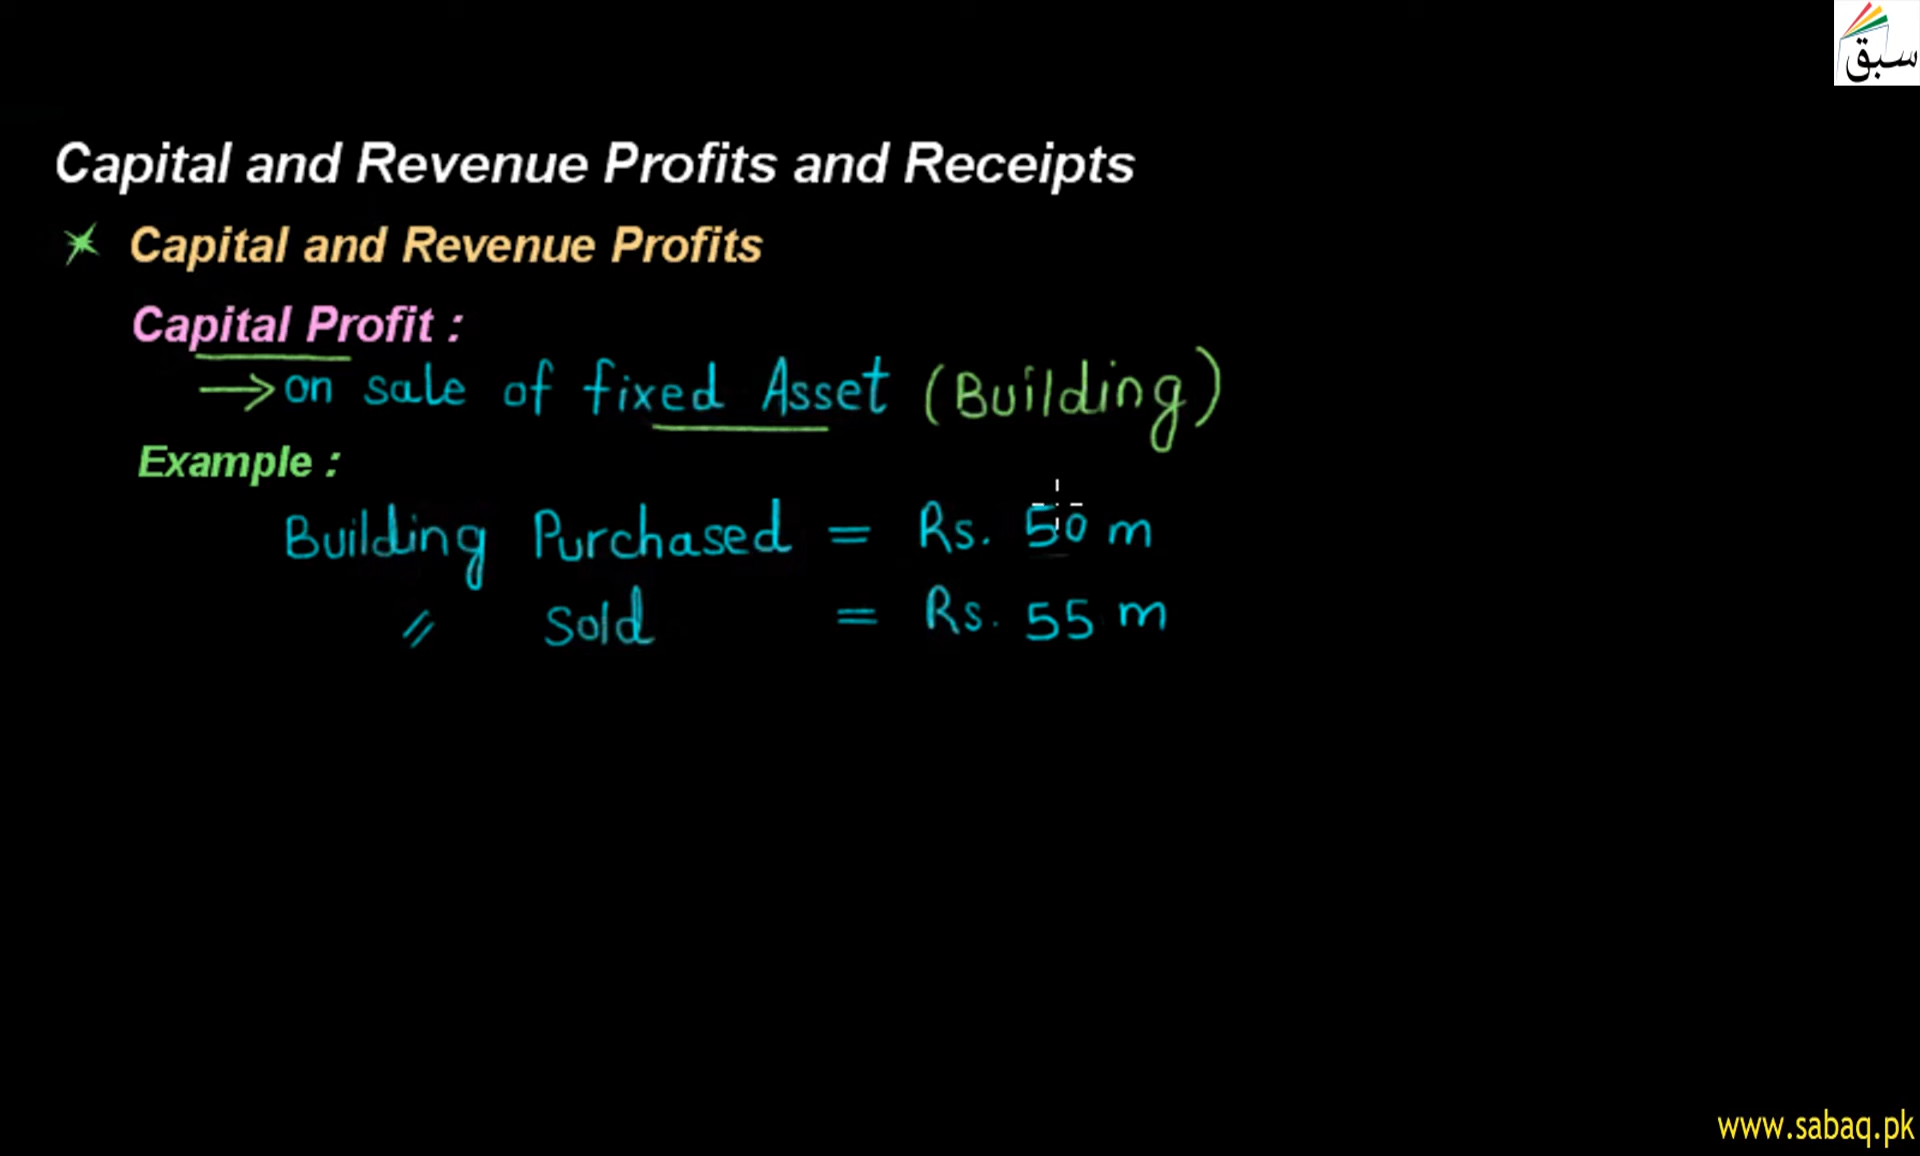 سبق
Capital and Revenue Profits and Receipts
Capital and Revenue Profits
Capital Profit :
→ on sale of fixed Asset (Building)
Example :
Building Purchased = Rs. 50 m
〃 Sold = Rs. 55 m
www.sabaq.pk